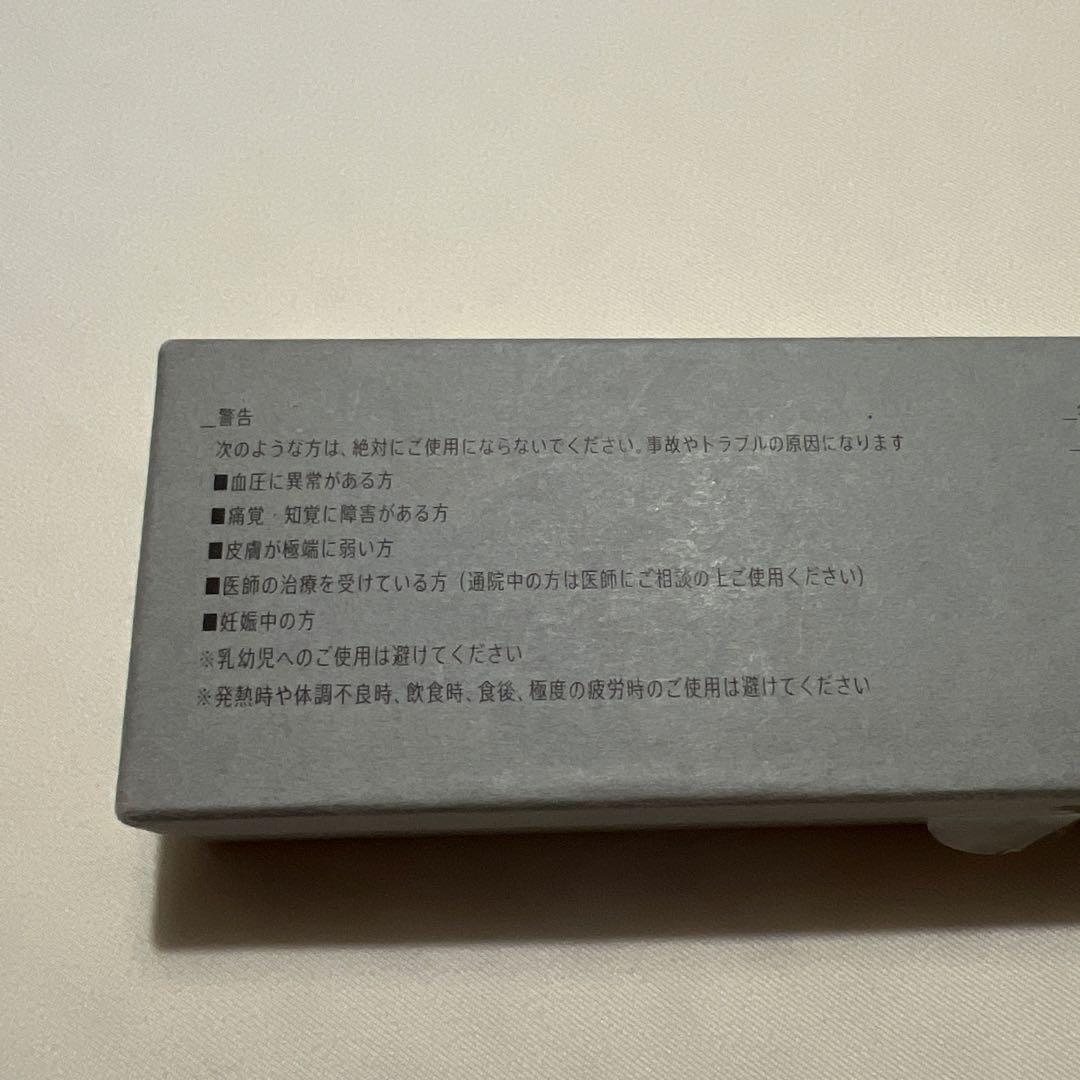 ＿警告
次のような方は、絶対にご使用にならないでください。事故やトラブルの原因になります
■血圧に異常がある方
■痛覚・知覚に障害がある方
■皮膚が極端に弱い方
■医師の治療を受けている方（通院中の方は医師にご相談の上ご使用ください）
■妊娠中の方
※乳幼児へのご使用は避けてください
※発熱時や体調不良時、飲食時、食後、極度の疲労時のご使用は避けてください